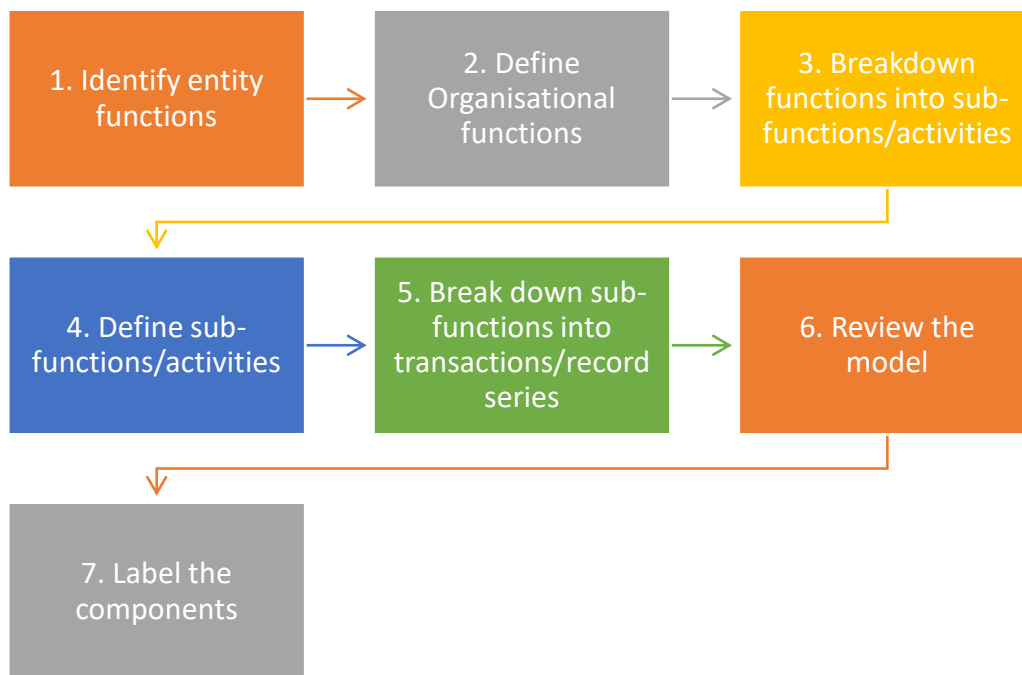 1. Identify entity
functions
2. Define
Organisational
functions
3. Breakdown
functions into sub-
functions/activities
4. Define sub-
functions/activities
5. Break down sub-
functions into
transactions/record
series
6. Review the
model
7. Label the
components